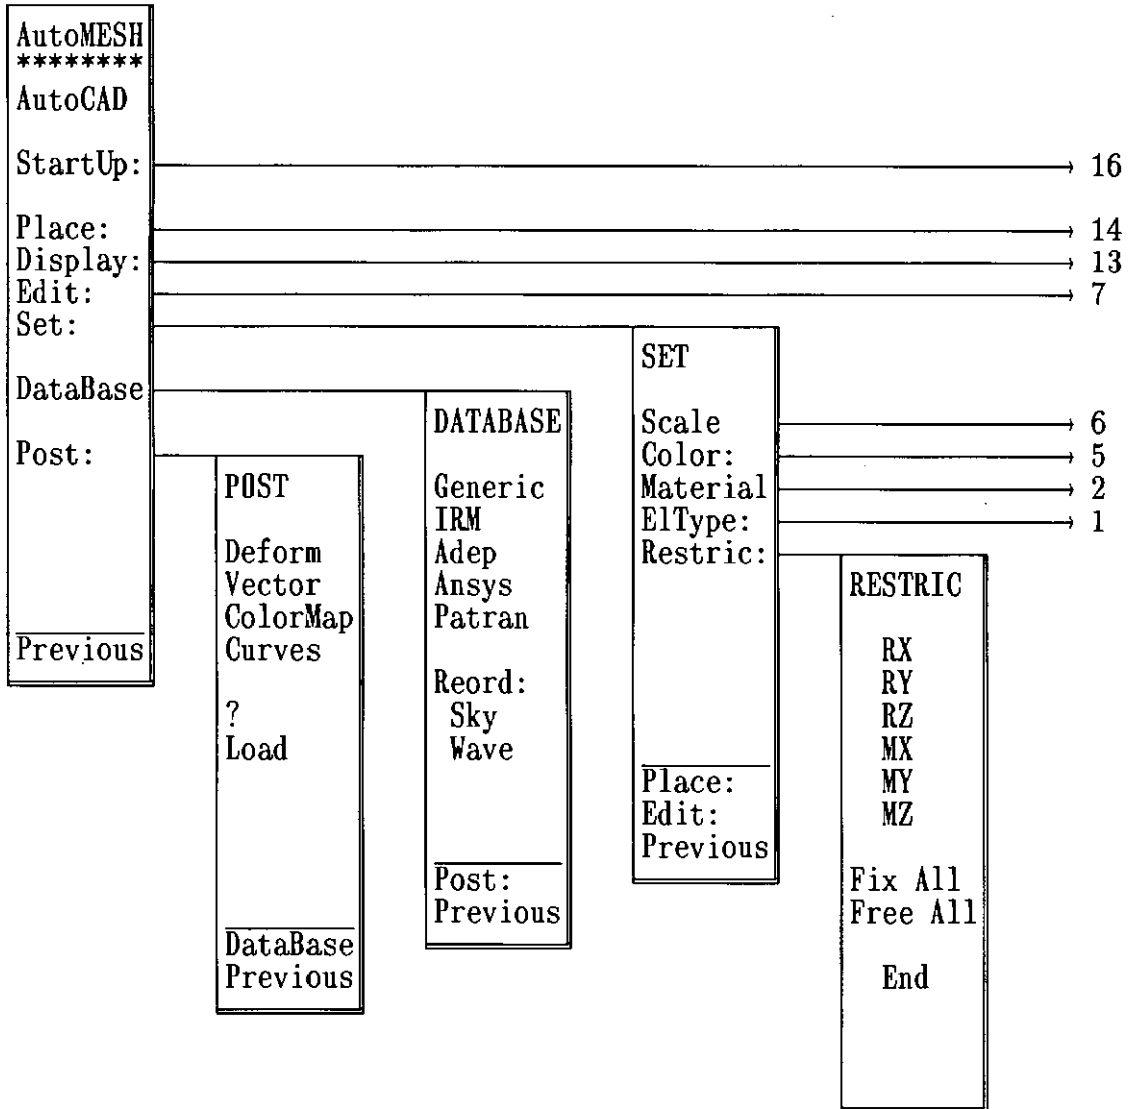 AutoMESH
********
AutoCAD
StartUp:
16
Place:
14
Display:
13
Edit:
7
Set:
DataBase
Post:
Previous
POST
Deform
Vector
ColorMap
Curves
?
Load
DataBase
Previous
DATABASE
Generic
IRM
Adep
Ansys
Patran
Reord:
Sky
Wave
Post:
Previous
SET
Scale
6
Color:
5
Material
2
ElType:
1
Restric:
Place:
Edit:
Previous
RESTRIC
RX
RY
RZ
MX
MY
MZ
Fix All
Free All
End